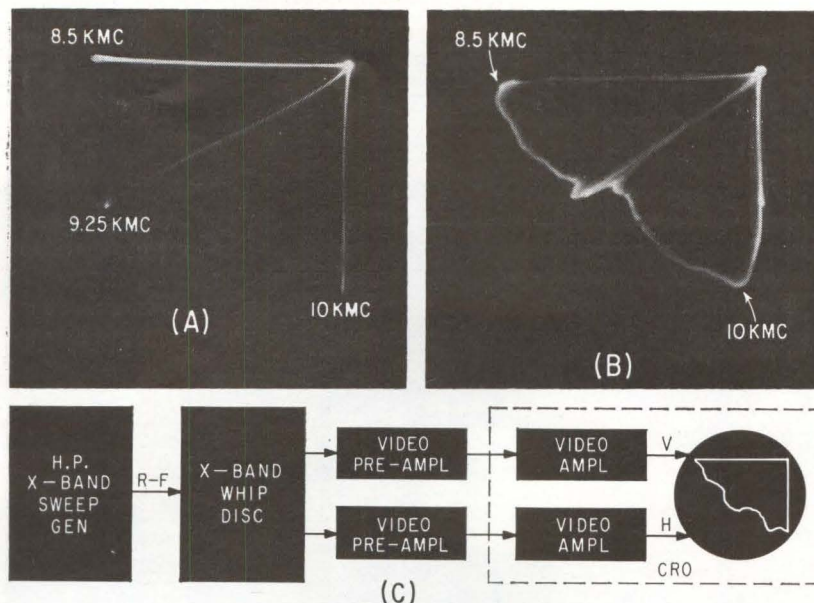 8.5 KMC
9.25 KMC
10 KMC
(A)
8.5 KMC
10 KMC
(B)
H.P.
X-BAND
SWEEP
GEN
R-F
X-BAND
WHIP
DISC
VIDEO
PRE-AMPL
VIDEO
AMPL
V
VIDEO
PRE-AMPL
VIDEO
AMPL
H
CRO
(C)